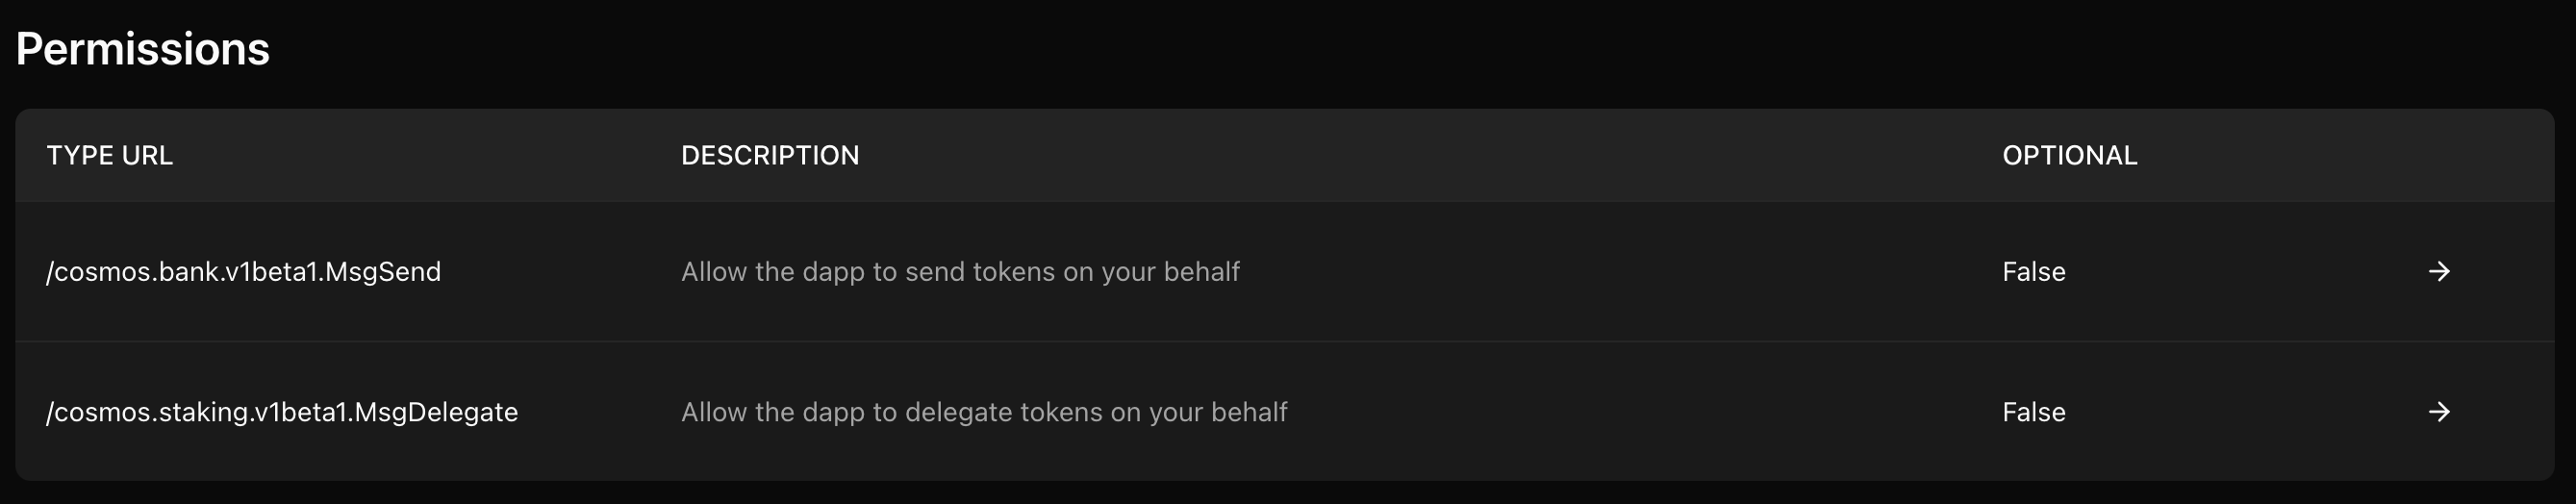 Permissions
TYPE URL DESCRIPTION OPTIONAL
/cosmos.bank.v1beta1.MsgSend Allow the dapp to send tokens on your behalf False →
/cosmos.staking.v1beta1.MsgDelegate Allow the dapp to delegate tokens on your behalf False →